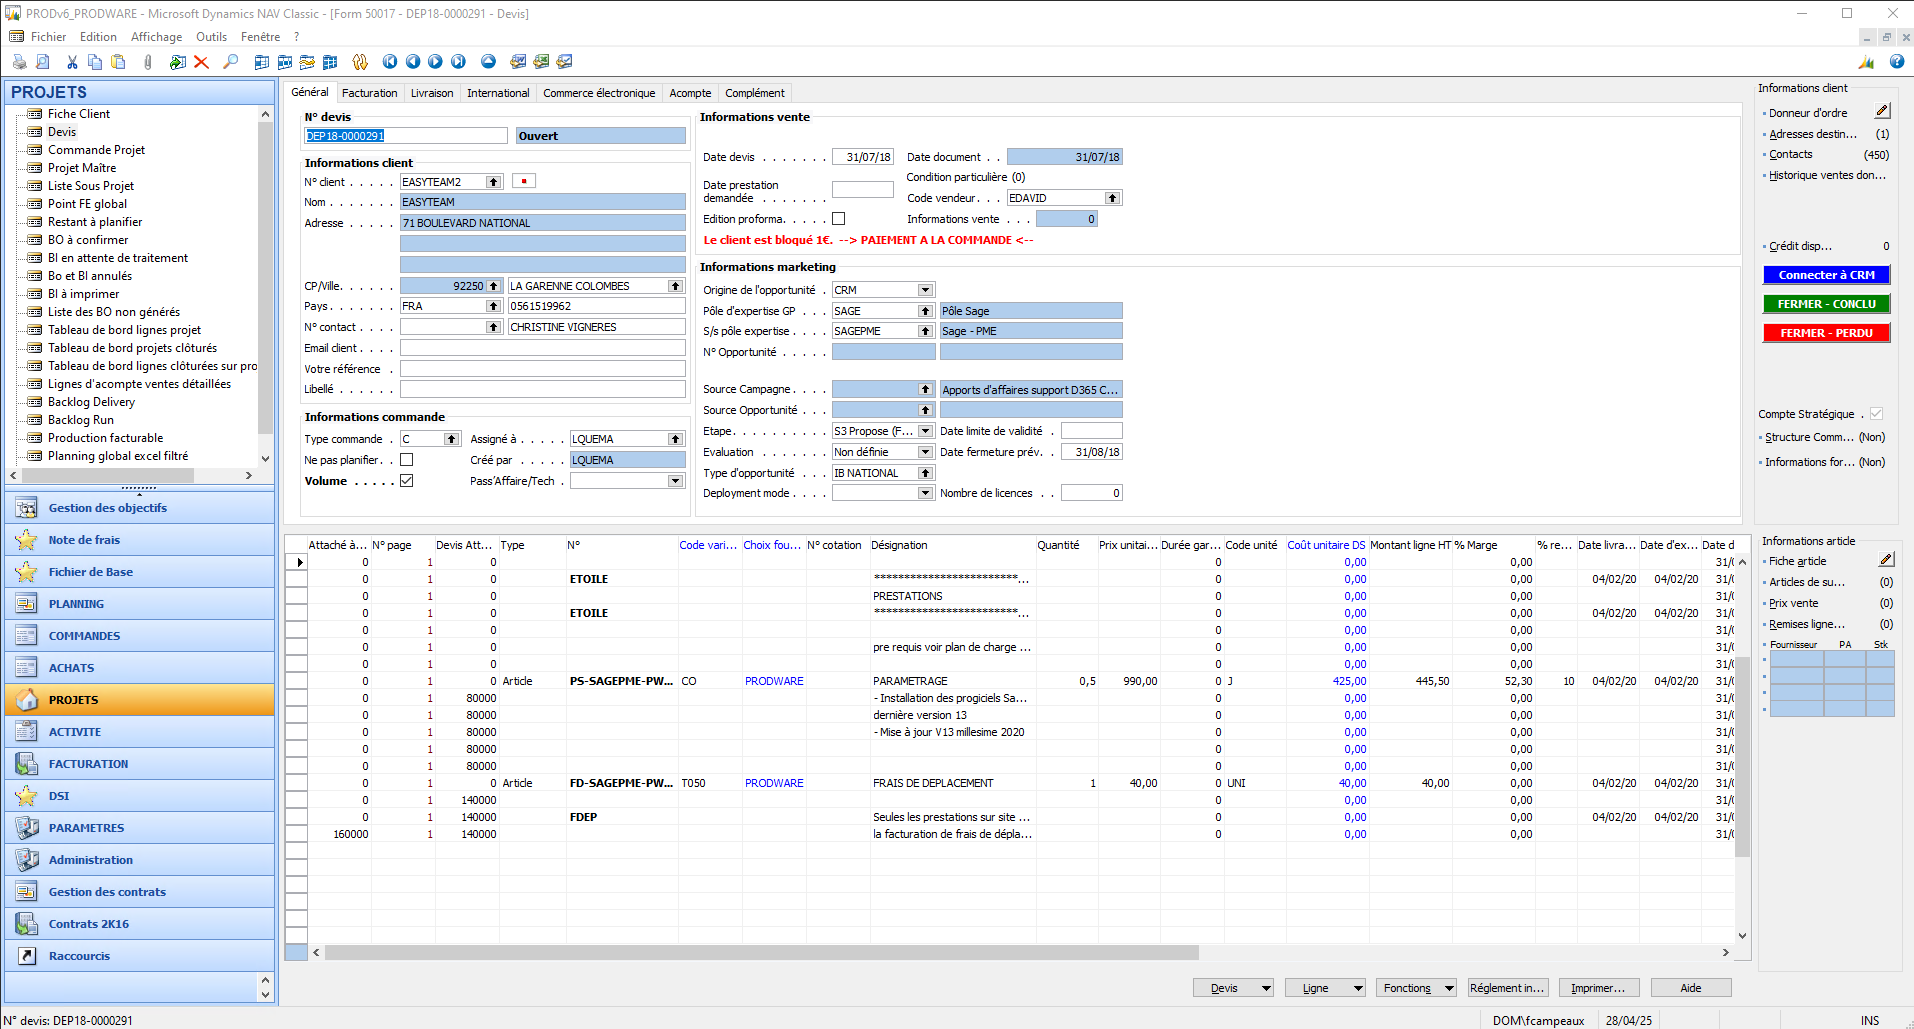 PRODv6_PRODWARE - Microsoft Dynamics NAV Classic - [Form 50017 - DEP18-0000291 - Devis]
Fichier Edition Affichage Outils Fenêtre ?
PROJETS
Fiche Client
Devis
Commande Projet
Projet Maître
Liste Sous Projet
Point FE global
Restant à planifier
BO à confirmer
BI en attente de traitement
Bo et BI annulés
BI à imprimer
Liste des BO non générés
Tableau de bord lignes projet
Tableau de bord projets clôturés
Tableau de bord lignes clôturées sur pro
Lignes d'acompte ventes détaillées
Backlog Delivery
Backlog Run
Production facturable
Planning global excel filtré
Gestion des objectifs
Note de frais
Fichier de Base
PLANNING
COMMANDES
ACHATS
PROJETS
ACTIVITE
FACTURATION
DSI
PARAMETRES
Administration
Gestion des contrats
Contrats 2K16
Raccourcis
Général Facturation Livraison International Commerce électronique Acompte Complément
N° devis
DEP18-0000291 Ouvert
Informations client
N° client . . . . . EASYTEAM2
Nom . . . . . . . EASYTEAM
Adresse . . . . . 71 BOULEVARD NATIONAL
CP/Ville. . . . . . 92250 LA GARENNE COLOMBES
Pays . . . . . . . FRA 0561519962
N° contact . . . . CHRISTINE VIGNERES
Email client . . . .
Votre référence .
Libellé . . . . . .
Informations commande
Type commande . C Assigné à . . . . . LQUEMA
Ne pas planifier. . Créé par . . . . . LQUEMA
Volume . . . . . Pass'Affaire/Tech .
Informations vente
Date devis . . . . . . . 31/07/18 Date document . . 31/07/18
Condition particulière (0)
Date prestation demandée . . . . . . . Code vendeur. . . EDAVID
Edition proforma. . . . . Informations vente . . . 0
Le client est bloqué 1€. --> PAIEMENT A LA COMMANDE <--
Informations marketing
Origine de l'opportunité . CRM
Pôle d'expertise GP . . . SAGE Pôle Sage
S/s pôle expertise . . . . SAGEPME Sage - PME
N° Opportunité . . . . .
Source Campagne . . . . Apports d'affaires support D365 C...
Source Opportunité . . .
Etape. . . . . . . . . . S3 Propose (F... Date limite de validité .
Evaluation . . . . . . . Non définie Date fermeture prév. . 31/08/18
Type d'opportunité . . . IB NATIONAL
Deployment mode . . . . Nombre de licences . . 0
Informations client
Donneur d'ordre
Adresses destin... (1)
Contacts (450)
Historique ventes don...
Crédit disp... 0
Connecter à CRM
FERMER - CONCLU
FERMER - PERDU
Compte Stratégique .
Structure Comm... (Non)
Informations for... (Non)
Attaché à... N° page Devis Att... Type N° Code vari... Choix fou... N° cotation Désignation Quantité Prix unitai... Durée gar... Code unité Coût unitaire DS Montant ligne HT % Marge % re... Date livra... Date d'ex... Date d
0 1 0 0 0,00 0,00 31/0
0 1 0 ETOILE ************************... 0 0,00 0,00 04/02/20 04/02/20 31/0
0 1 0 PRESTATIONS 0 0,00 0,00 31/0
0 1 0 ETOILE ************************... 0 0,00 0,00 04/02/20 04/02/20 31/0
0 1 0 0 0,00 0,00 31/0
0 1 0 pre requis voir plan de charge ... 0 0,00 0,00 31/0
0 1 0 0 0,00 0,00 31/0
0 1 0 Article PS-SAGEPME-PW... CO PRODWARE PARAMETRAGE 0,5 990,00 0 J 425,00 445,50 52,30 10 04/02/20 04/02/20 31/0
0 1 80000 - Installation des progiciels Sa... 0 0,00 0,00 31/0
0 1 80000 dernière version 13 0 0,00 0,00 31/0
0 1 80000 - Mise à jour V13 millesime 2020 0 0,00 0,00 31/0
0 1 80000 0 0,00 0,00 31/0
0 1 80000 0 0,00 0,00 31/0
0 1 0 Article FD-SAGEPME-PW... T050 PRODWARE FRAIS DE DEPLACEMENT 1 40,00 0 UNI 40,00 40,00 0,00 04/02/20 04/02/20 31/0
0 1 140000 0 0,00 0,00 31/0
0 1 140000 FDEP Seules les prestations sur site ... 0 0,00 0,00 04/02/20 04/02/20 31/0
160000 1 140000 la facturation de frais de dépla... 0 0,00 0,00 31/0
Informations article
Fiche article
Articles de su... (0)
Prix vente (0)
Remises ligne... (0)
Fournisseur PA Stk
Devis Ligne Fonctions Réglement in... Imprimer... Aide
N° devis: DEP18-0000291 DOM\fcampeaux 28/04/25 INS